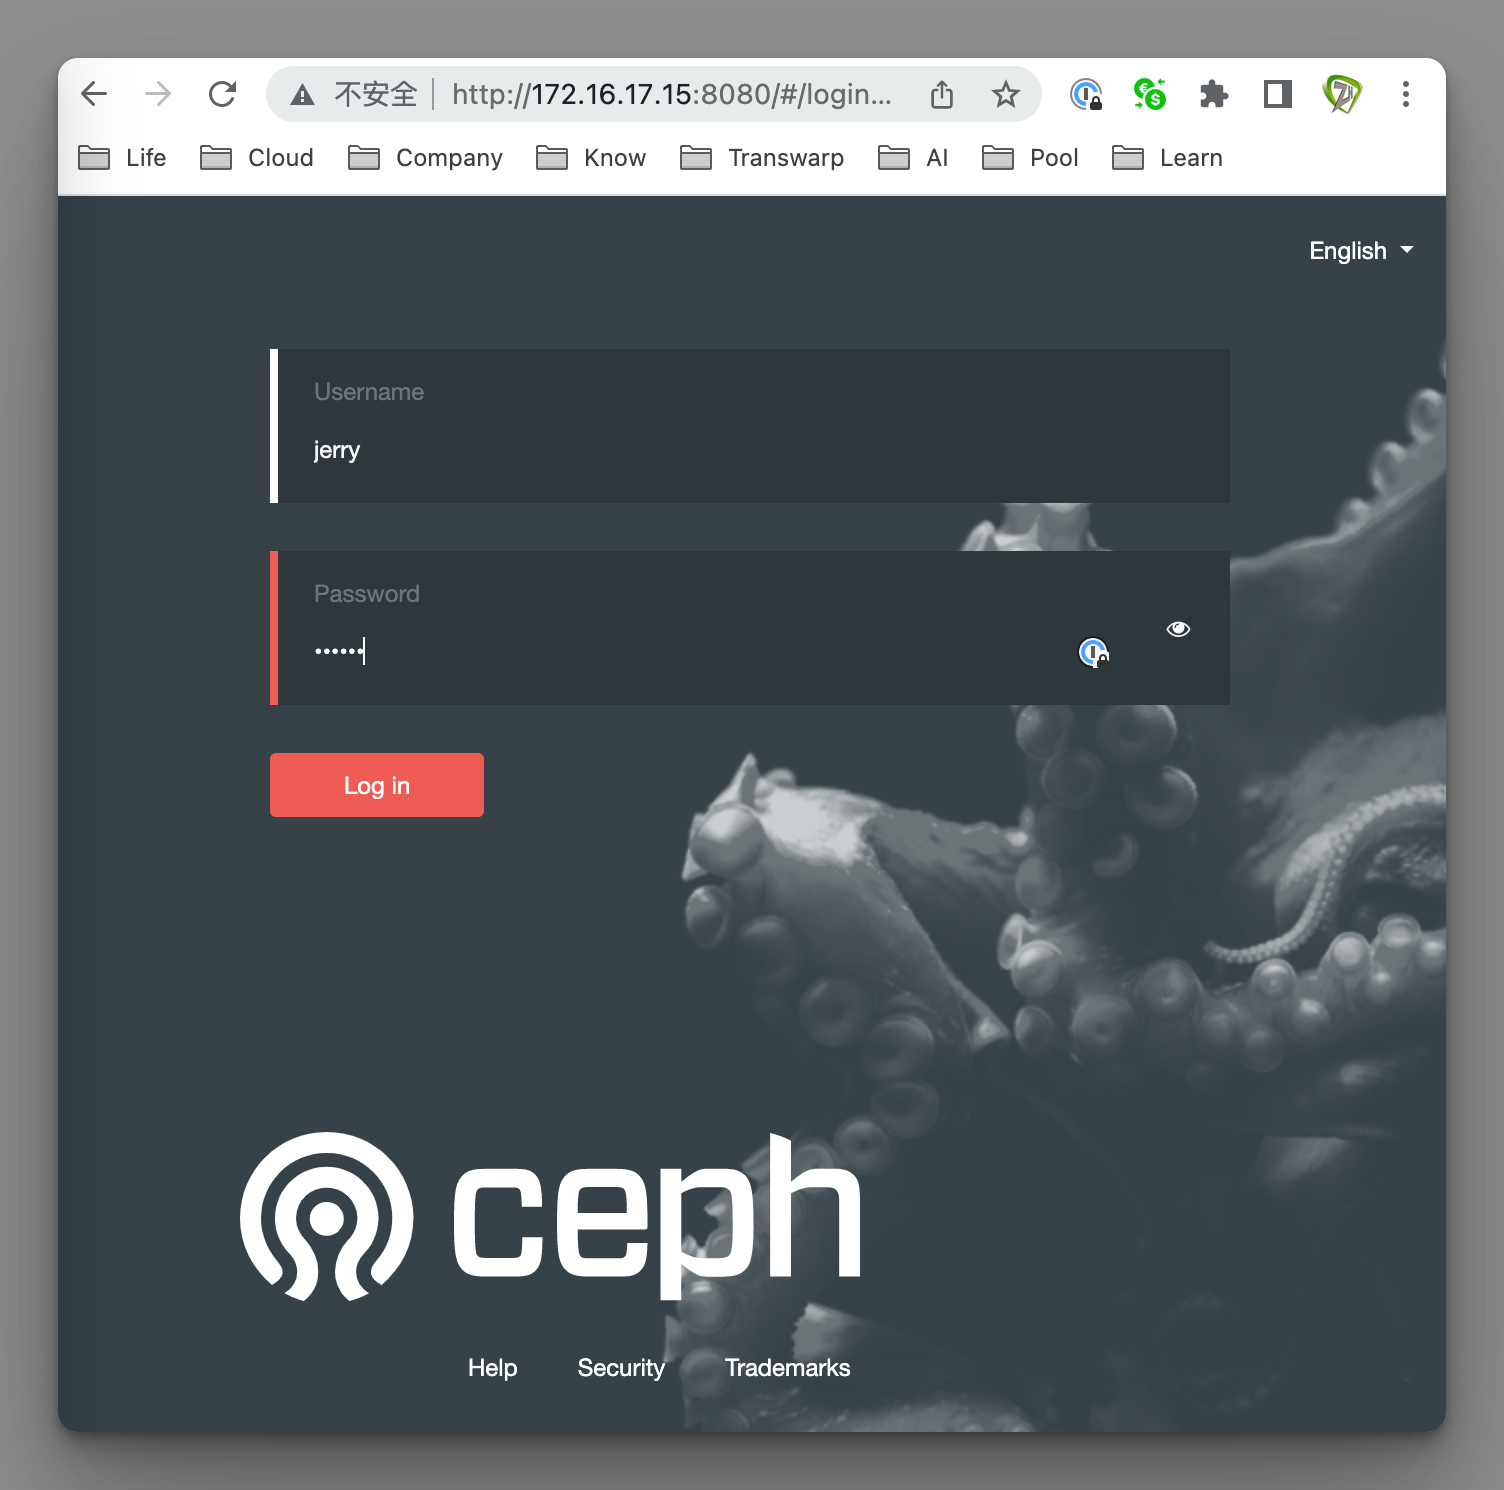 不安全 http://172.16.17.15:8080/#/login...
Life Cloud Company Know Transwarp AI Pool Learn
English
Username
jerry
Password
••••••
Log in
ceph
Help Security Trademarks